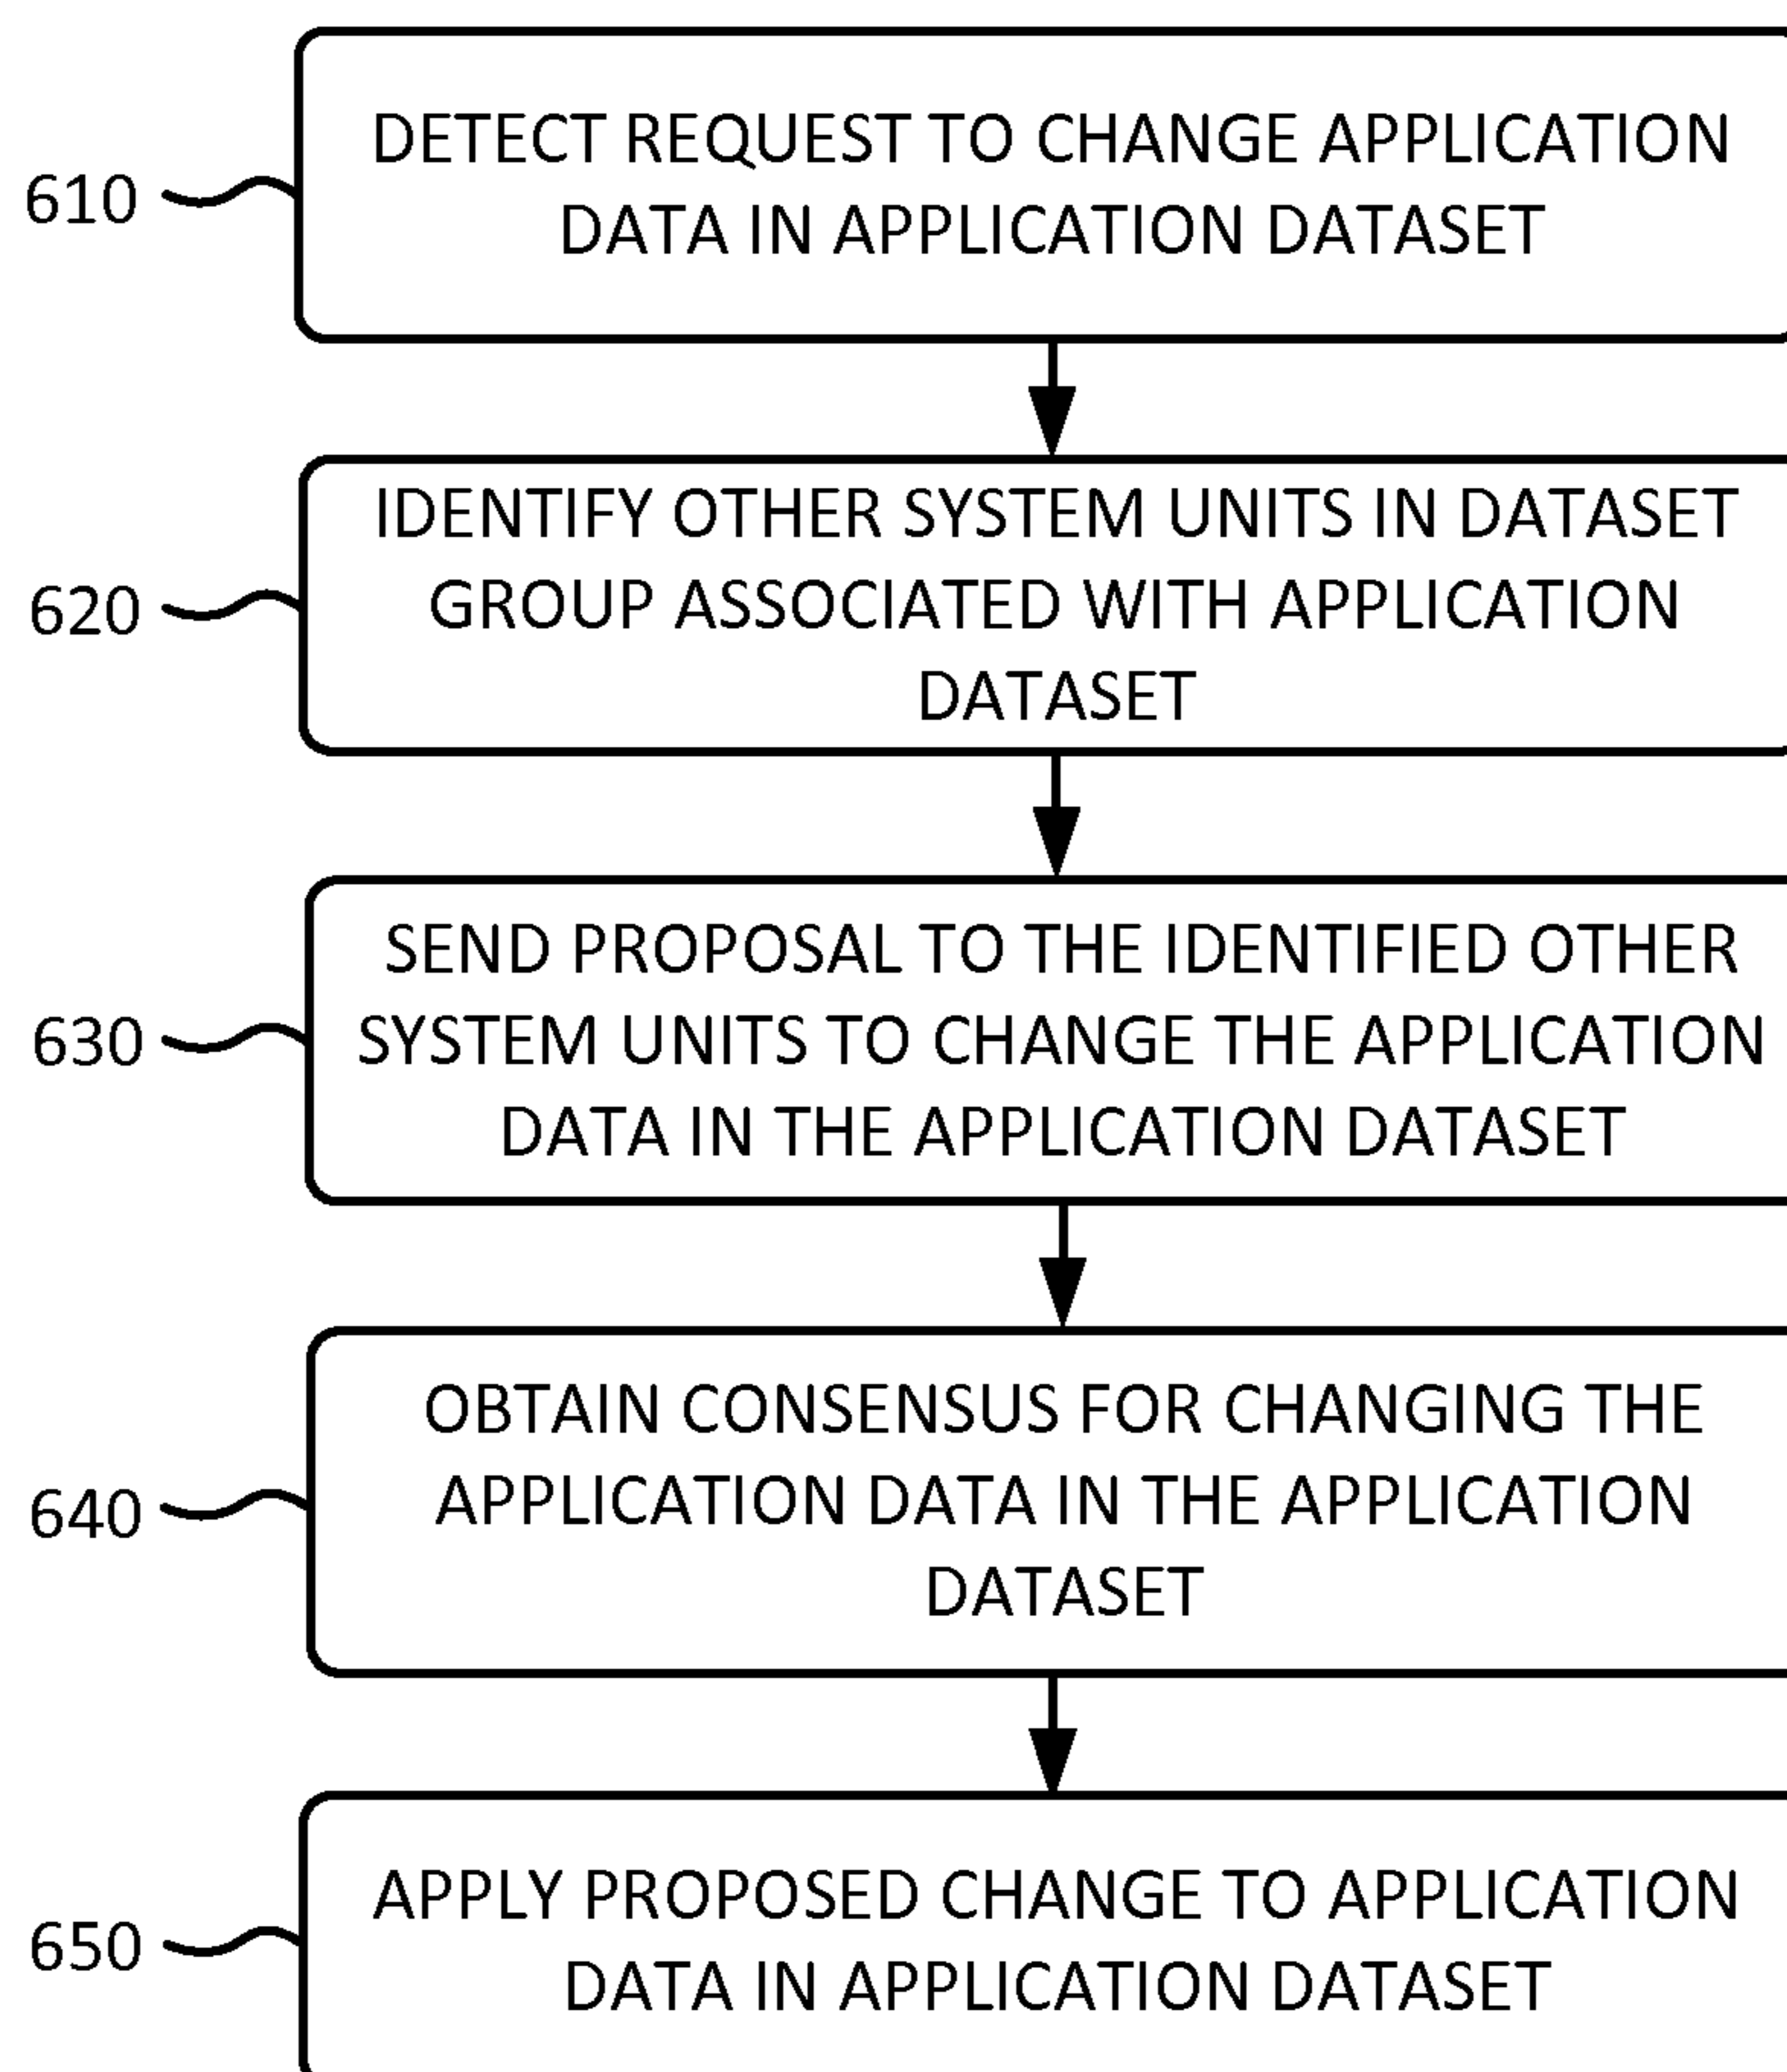 610
DETECT REQUEST TO CHANGE APPLICATION
DATA IN APPLICATION DATASET
620
IDENTIFY OTHER SYSTEM UNITS IN DATASET
GROUP ASSOCIATED WITH APPLICATION
DATASET
630
SEND PROPOSAL TO THE IDENTIFIED OTHER
SYSTEM UNITS TO CHANGE THE APPLICATION
DATA IN THE APPLICATION DATASET
640
OBTAIN CONSENSUS FOR CHANGING THE
APPLICATION DATA IN THE APPLICATION
DATASET
650
APPLY PROPOSED CHANGE TO APPLICATION
DATA IN APPLICATION DATASET